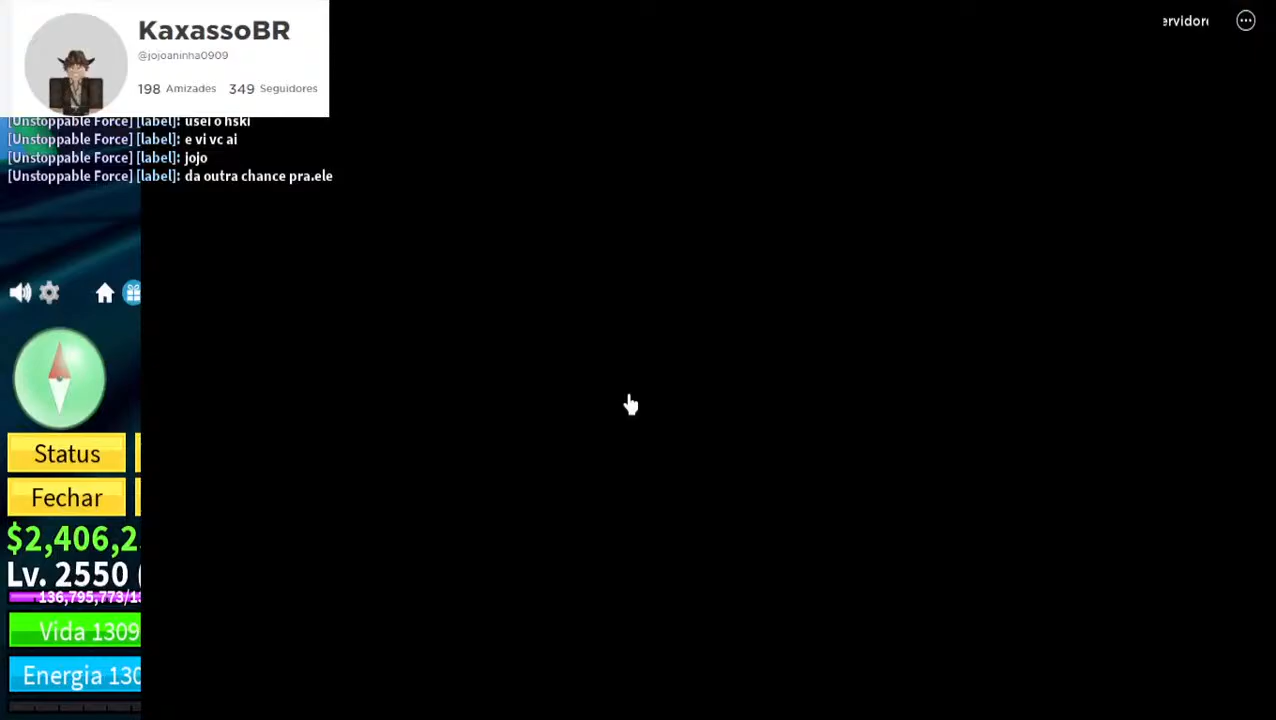 KaxassoBR
@jojoaninha0909
198 Amizades 349 Seguidores
ervidore
[Unstoppable Force] [label]: usei o hski
[Unstoppable Force] [label]: e vi vc ai
[Unstoppable Force] [label]: jojo
[Unstoppable Force] [label]: da outra chance pra.ele
Status
Fechar
$2,406,2
Lv. 2550 (
136,795,773/1
Vida 1309
Energia 130